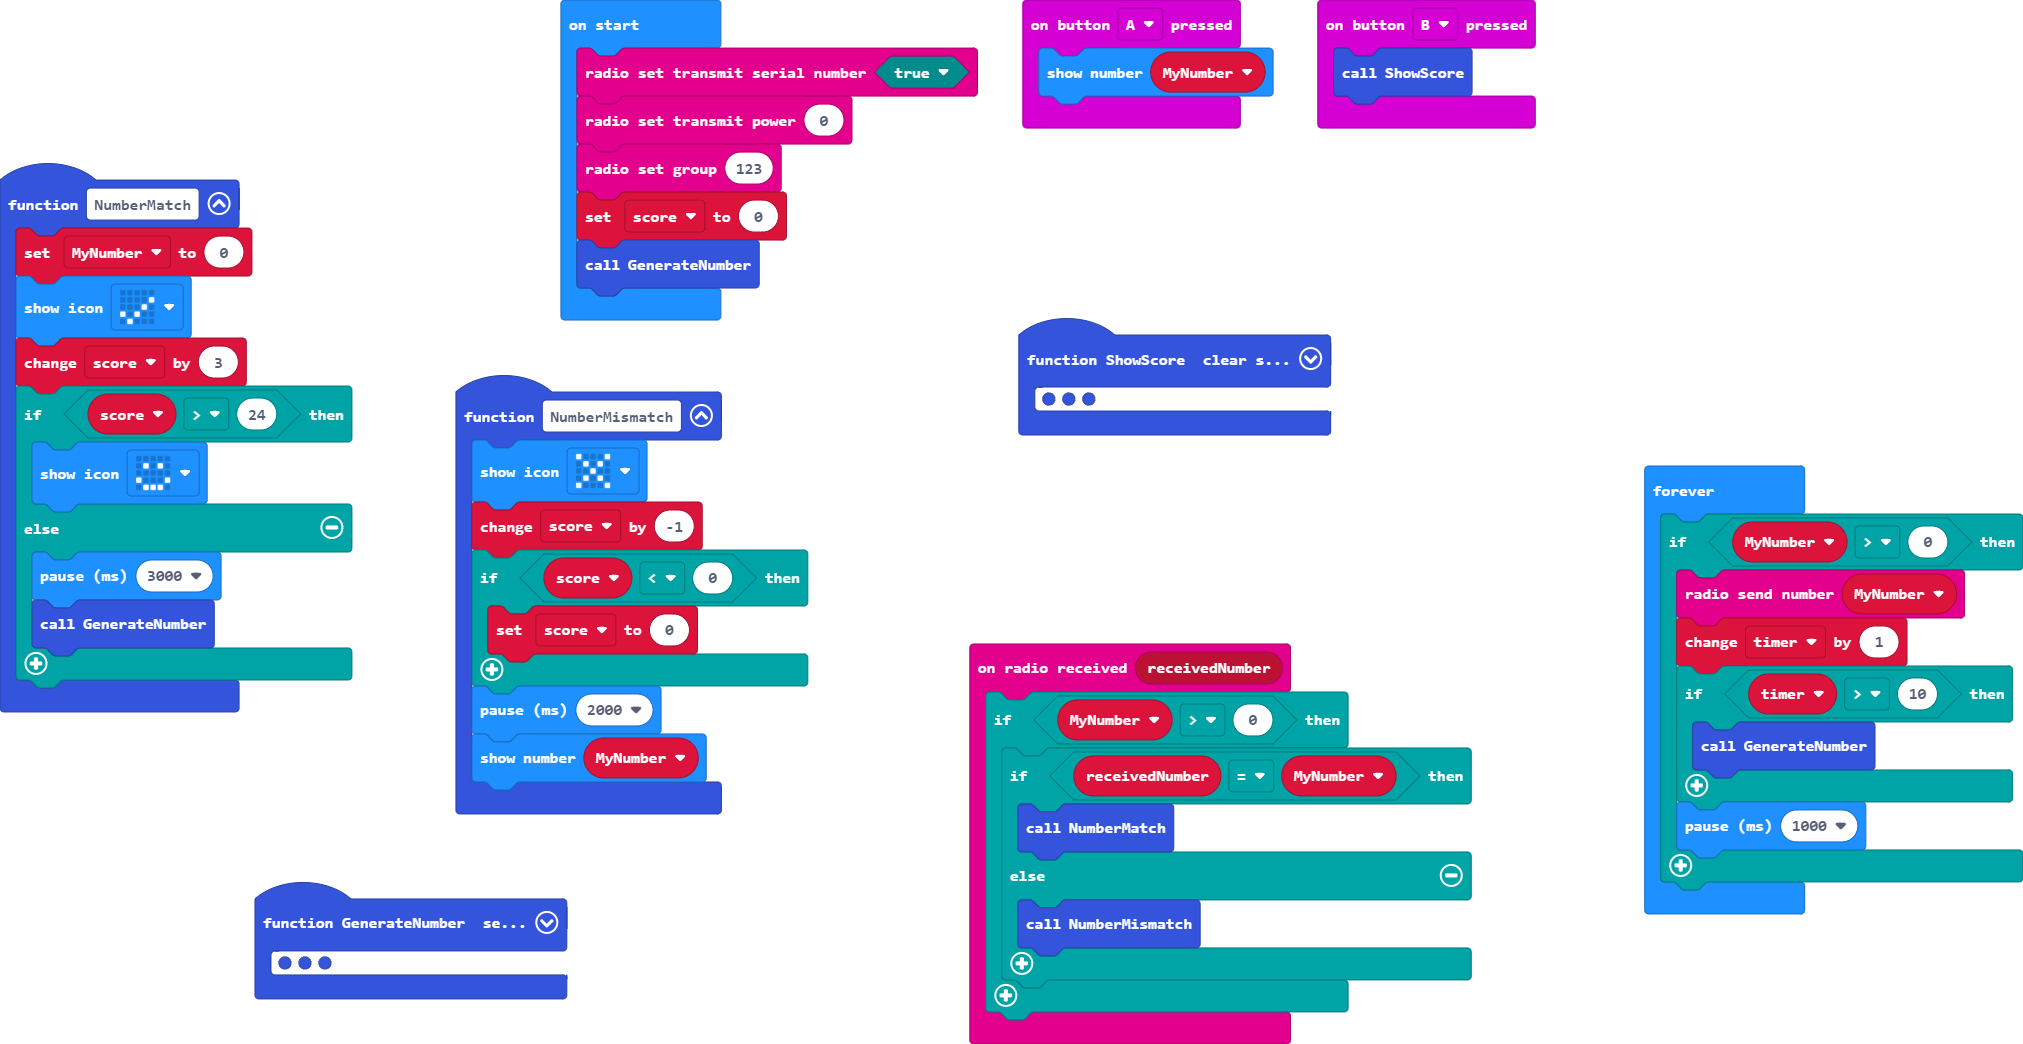 on start
radio set transmit serial number true
radio set transmit power 0
radio set group 123
set score to 0
call GenerateNumber
on button A pressed
show number MyNumber
on button B pressed
call ShowScore
function NumberMatch
set MyNumber to 0
show icon
change score by 3
if score > 24 then
show icon
else
pause (ms) 3000
call GenerateNumber
function NumberMismatch
show icon
change score by -1
if score < 0 then
set score to 0
pause (ms) 2000
show number MyNumber
function ShowScore clear s...
function GenerateNumber se...
on radio received receivedNumber
if MyNumber > 0 then
if receivedNumber = MyNumber then
call NumberMatch
else
call NumberMismatch
forever
if MyNumber > 0 then
radio send number MyNumber
change timer by 1
if timer > 10 then
call GenerateNumber
pause (ms) 1000